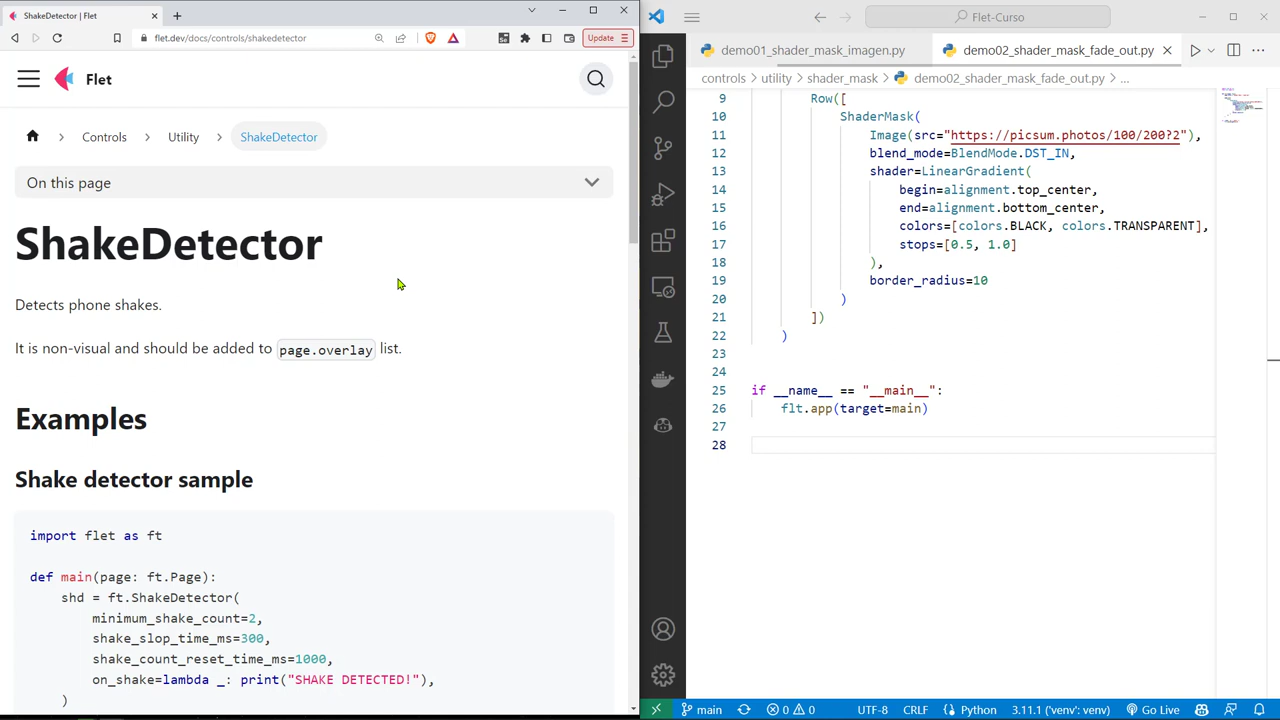 ShakeDetector | Flet
flet.dev/docs/controls/shakedetector
Update
Flet
Controls
Utility
ShakeDetector
On this page
ShakeDetector
Detects phone shakes.
It is non-visual and should be added to page.overlay list.
Examples
Shake detector sample
import flet as ft
def main(page: ft.Page):
shd = ft.ShakeDetector(
minimum_shake_count=2,
shake_slop_time_ms=300,
shake_count_reset_time_ms=1000,
on_shake=lambda _: print("SHAKE DETECTED!"),
)
Flet-Curso
demo01_shader_mask_imagen.py
demo02_shader_mask_fade_out.py
controls > utility > shader_mask > demo02_shader_mask_fade_out.py > ...
9 Row([
10 ShaderMask(
11 Image(src="https://picsum.photos/100/200?2"),
12 blend_mode=BlendMode.DST_IN,
13 shader=LinearGradient(
14 begin=alignment.top_center,
15 end=alignment.bottom_center,
16 colors=[colors.BLACK, colors.TRANSPARENT],
17 stops=[0.5, 1.0]
18 ),
19 border_radius=10
20 )
21 ])
22 )
23
24
25 if __name__ == "__main__":
26 flt.app(target=main)
27
28
main
0 0
UTF-8
CRLF
Python
3.11.1 ('venv': venv)
Go Live